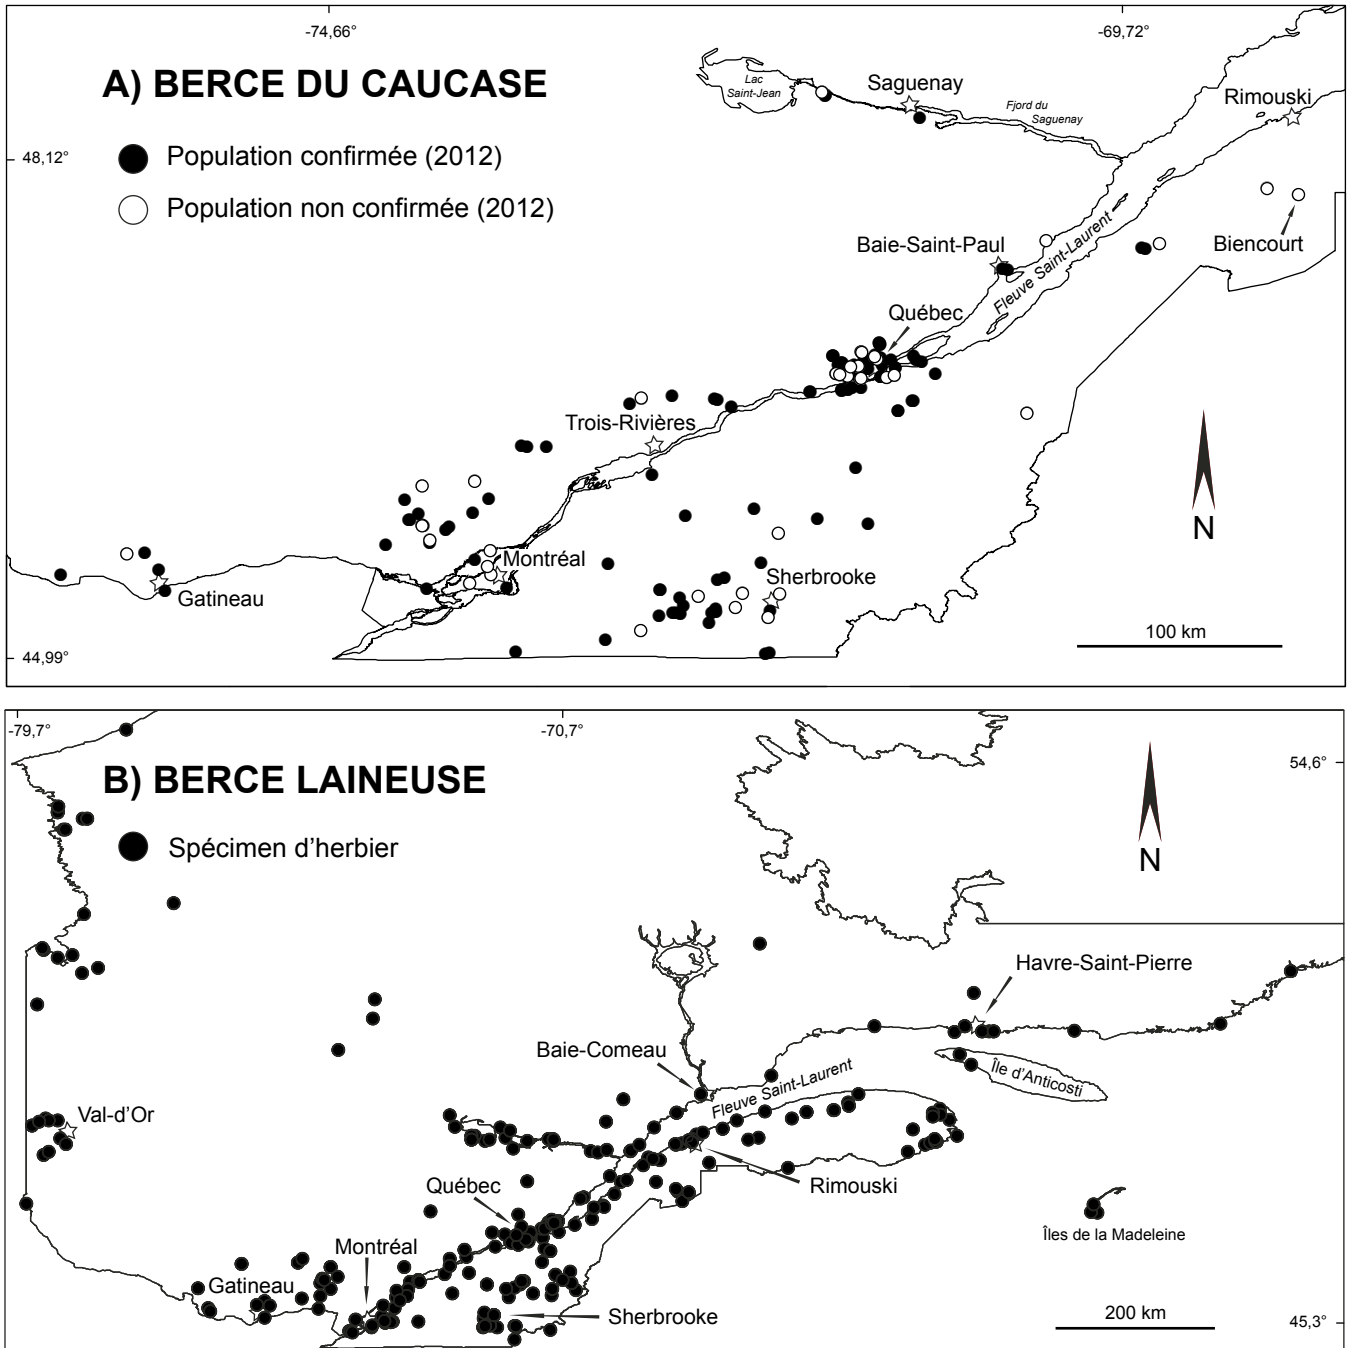 -74,66°
-69,72°
A) BERCE DU CAUCASE
Population confirmée (2012)
Population non confirmée (2012)
48,12°
44,99°
Lac
Saint-Jean
Saguenay
Fjord du
Saguenay
Rimouski
Baie-Saint-Paul
Fleuve Saint-Laurent
Biencourt
Québec
Trois-Rivières
Montréal
Gatineau
Sherbrooke
N
100 km
-79,7°
-70,7°
54,6°
B) BERCE LAINEUSE
Spécimen d'herbier
N
Havre-Saint-Pierre
Baie-Comeau
Fleuve Saint-Laurent
Île d'Anticosti
Val-d'Or
Québec
Rimouski
Montréal
Îles de la Madeleine
Gatineau
Sherbrooke
200 km
45,3°